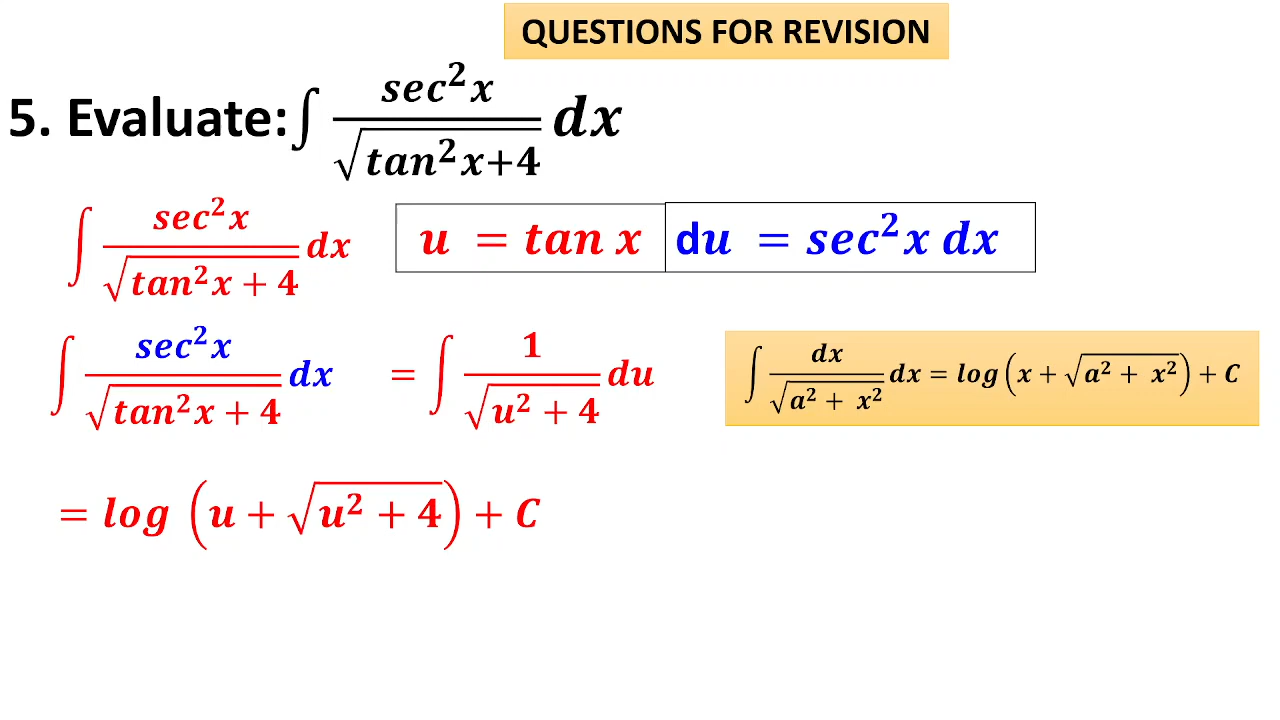 QUESTIONS FOR REVISION
5. Evaluate: ∫ sec²x / √(tan²x+4) dx
∫ sec²x / √(tan²x + 4) dx   u = tan x   du = sec²x dx
∫ sec²x / √(tan²x + 4) dx = ∫ 1 / √(u² + 4) du   ∫ dx / √(a² + x²) dx = log(x + √(a² + x²)) + C
= log (u + √(u² + 4)) + C